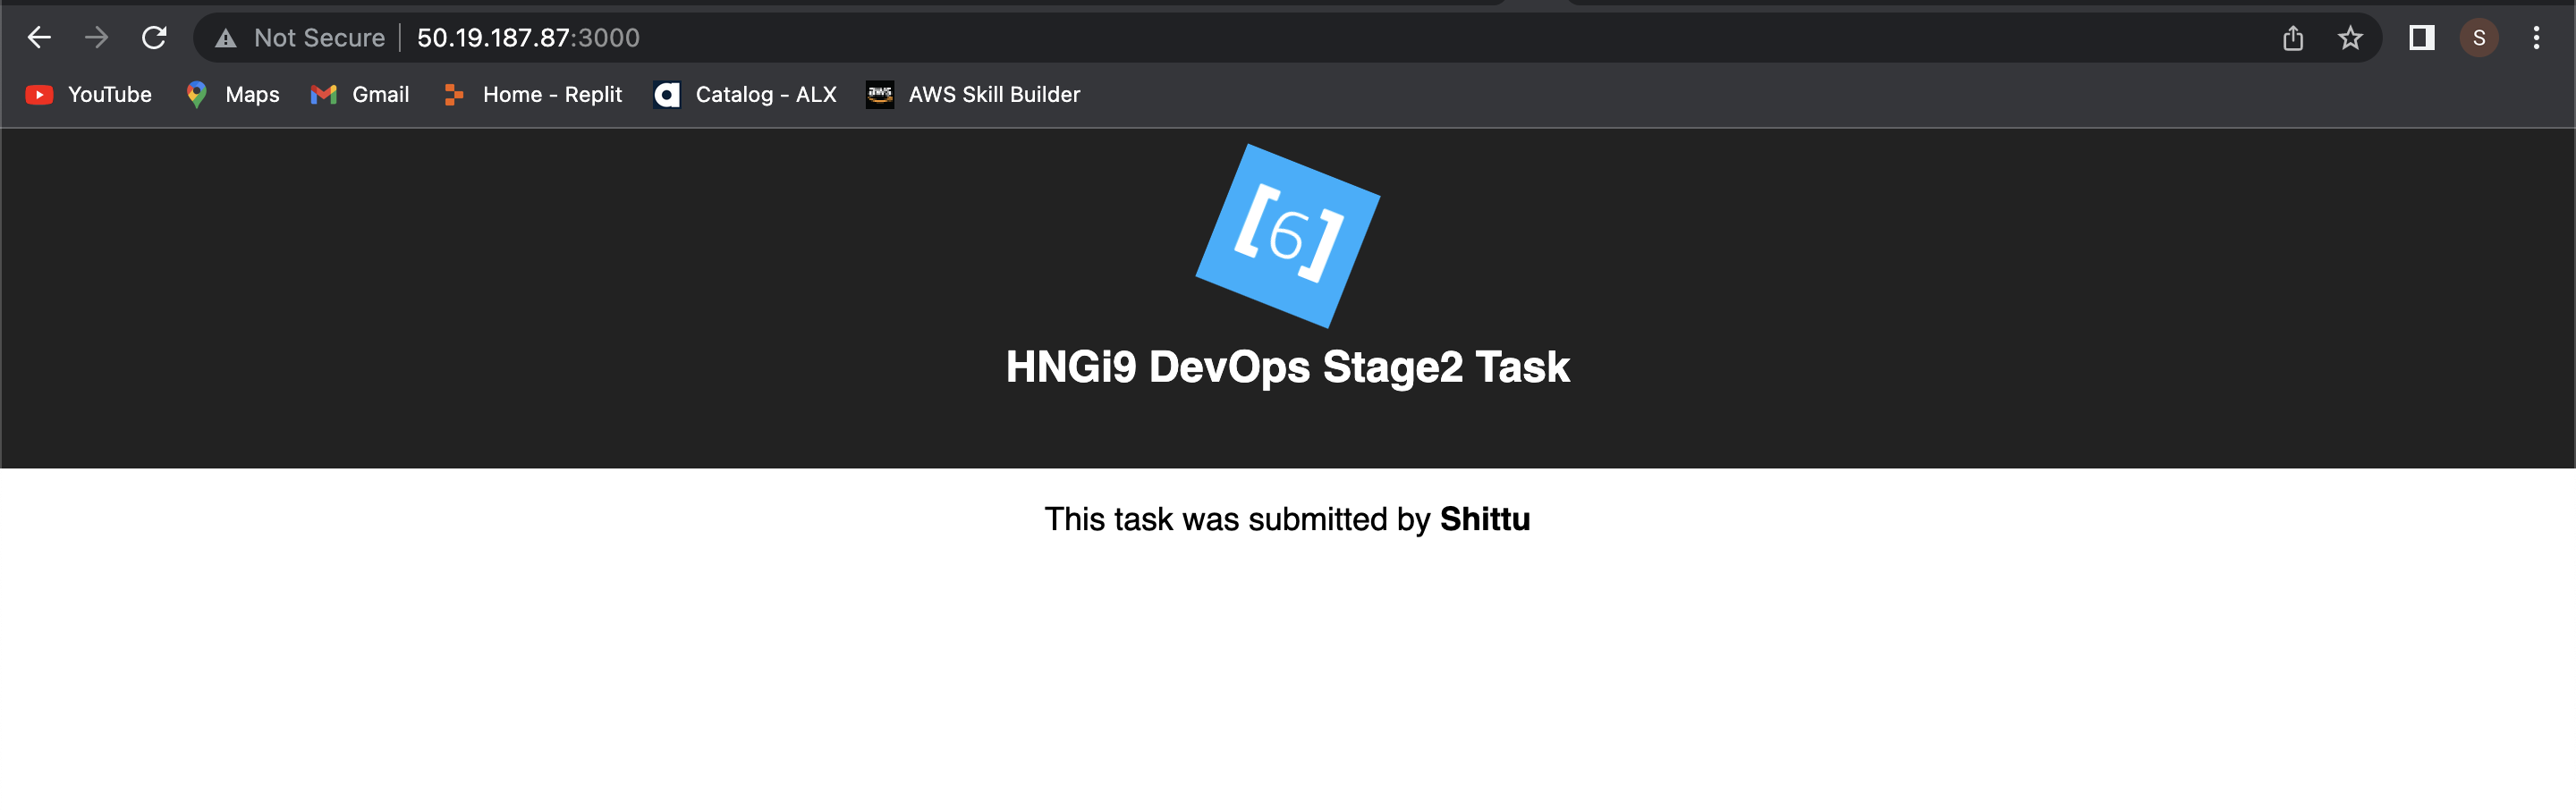 Not Secure 50.19.187.87:3000 S
YouTube Maps Gmail Home - Replit Catalog - ALX aws AWS Skill Builder
[6]
HNGi9 DevOps Stage2 Task
This task was submitted by Shittu